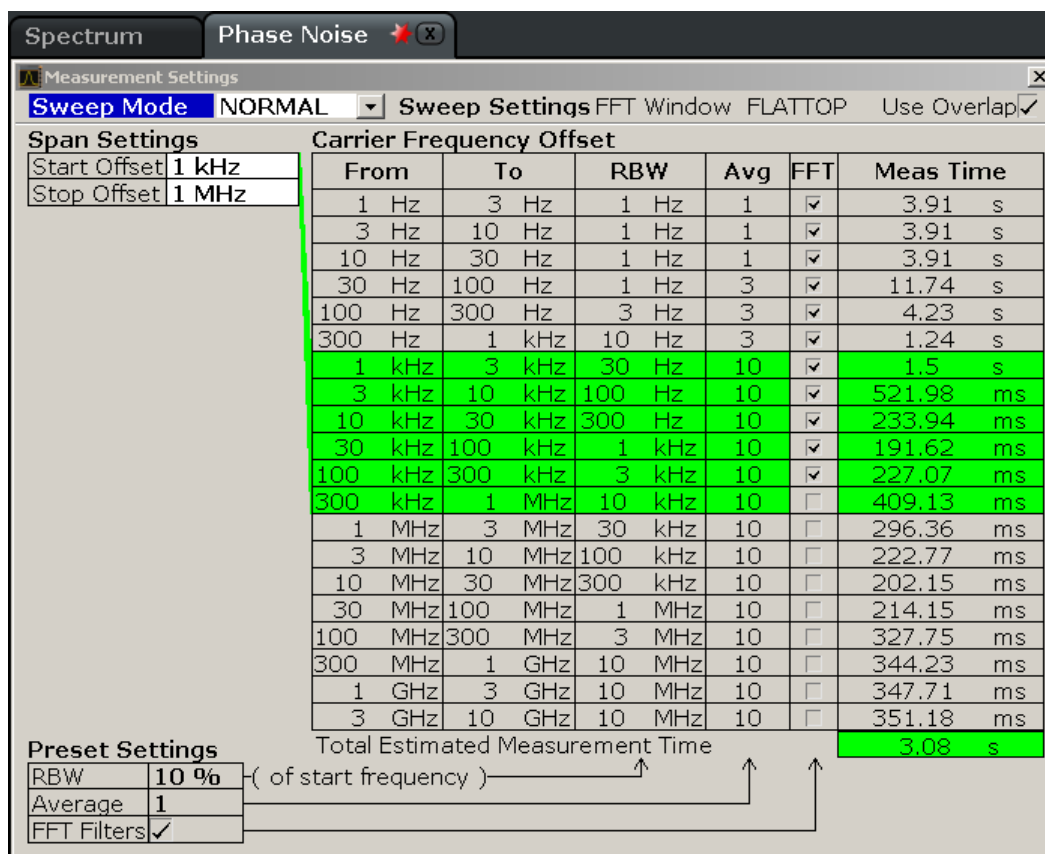 Spectrum Phase Noise X
Measurement Settings X
Sweep Mode NORMAL Sweep Settings FFT Window FLATTOP Use Overlap
Span Settings Carrier Frequency Offset
Start Offset 1 kHz
Stop Offset 1 MHz
From To RBW Avg FFT Meas Time
1 Hz 3 Hz 1 Hz 1 3.91 s
3 Hz 10 Hz 1 Hz 1 3.91 s
10 Hz 30 Hz 1 Hz 1 3.91 s
30 Hz 100 Hz 1 Hz 3 11.74 s
100 Hz 300 Hz 3 Hz 3 4.23 s
300 Hz 1 kHz 10 Hz 3 1.24 s
1 kHz 3 kHz 30 Hz 10 1.5 s
3 kHz 10 kHz 100 Hz 10 521.98 ms
10 kHz 30 kHz 300 Hz 10 233.94 ms
30 kHz 100 kHz 1 kHz 10 191.62 ms
100 kHz 300 kHz 3 kHz 10 227.07 ms
300 kHz 1 MHz 10 kHz 10 409.13 ms
1 MHz 3 MHz 30 kHz 10 296.36 ms
3 MHz 10 MHz 100 kHz 10 222.77 ms
10 MHz 30 MHz 300 kHz 10 202.15 ms
30 MHz 100 MHz 1 MHz 10 214.15 ms
100 MHz 300 MHz 3 MHz 10 327.75 ms
300 MHz 1 GHz 10 MHz 10 344.23 ms
1 GHz 3 GHz 10 MHz 10 347.71 ms
3 GHz 10 GHz 10 MHz 10 351.18 ms
Total Estimated Measurement Time 3.08 s
Preset Settings
RBW 10 % ( of start frequency )
Average 1
FFT Filters